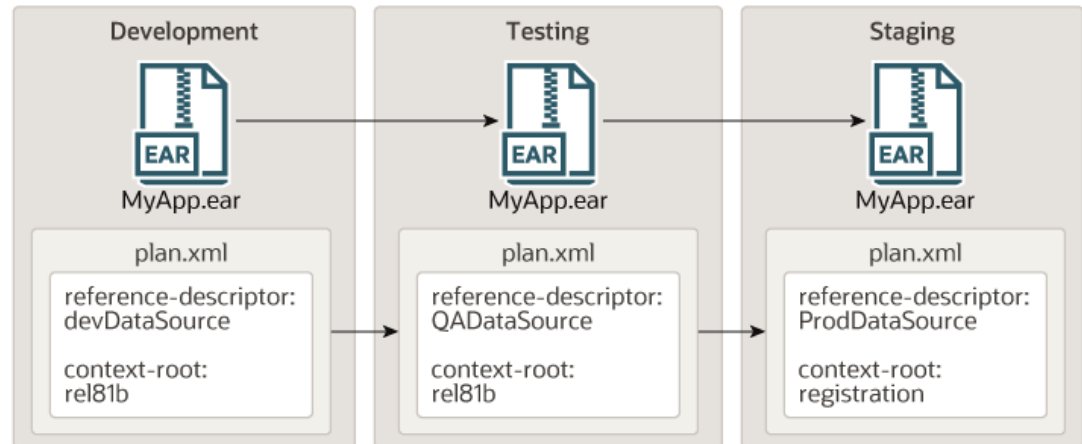 Development
EAR
MyApp.ear
plan.xml
reference-descriptor:
devDataSource
context-root:
rel81b
Testing
EAR
MyApp.ear
plan.xml
reference-descriptor:
QADataSource
context-root:
rel81b
Staging
EAR
MyApp.ear
plan.xml
reference-descriptor:
ProdDataSource
context-root:
registration